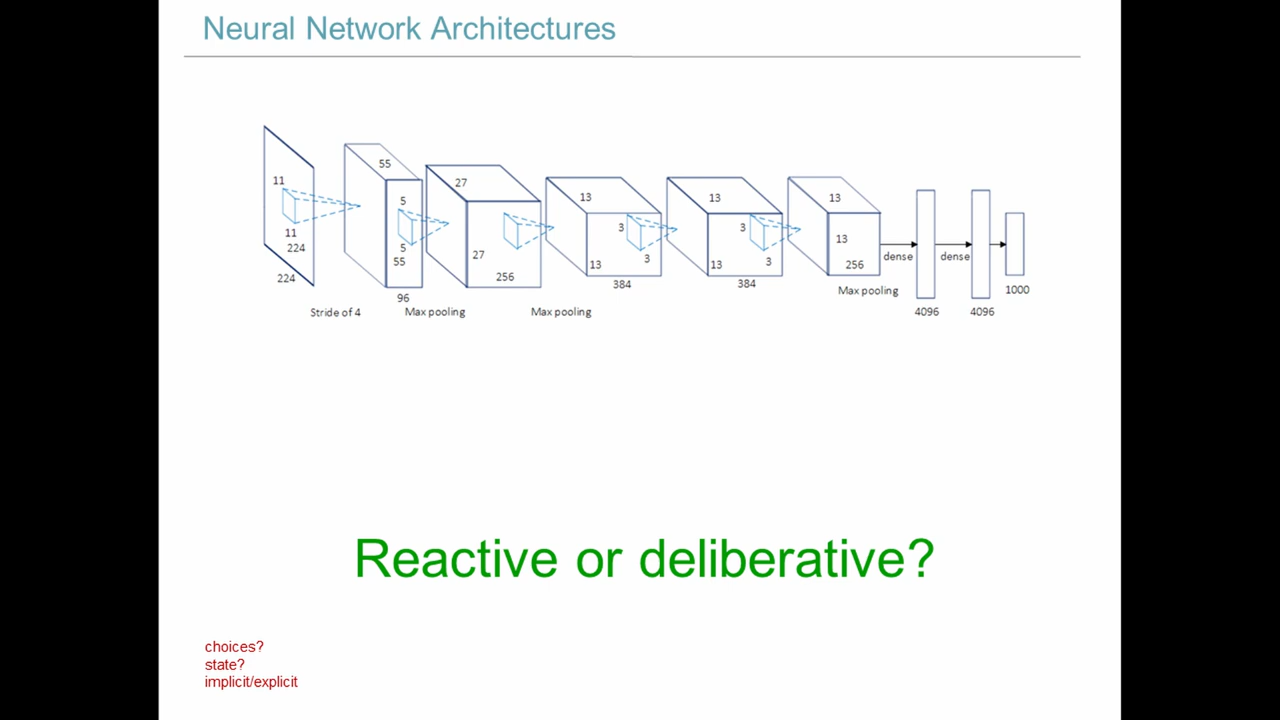 Neural Network Architectures
11
11
224
224
Stride of 4
55
5
5
55
96
Max pooling
27
27
256
Max pooling
13
3
3
13
384
13
3
3
13
384
13
13
256
Max pooling
dense
4096
dense
4096
1000
Reactive or deliberative?
choices?
state?
implicit/explicit